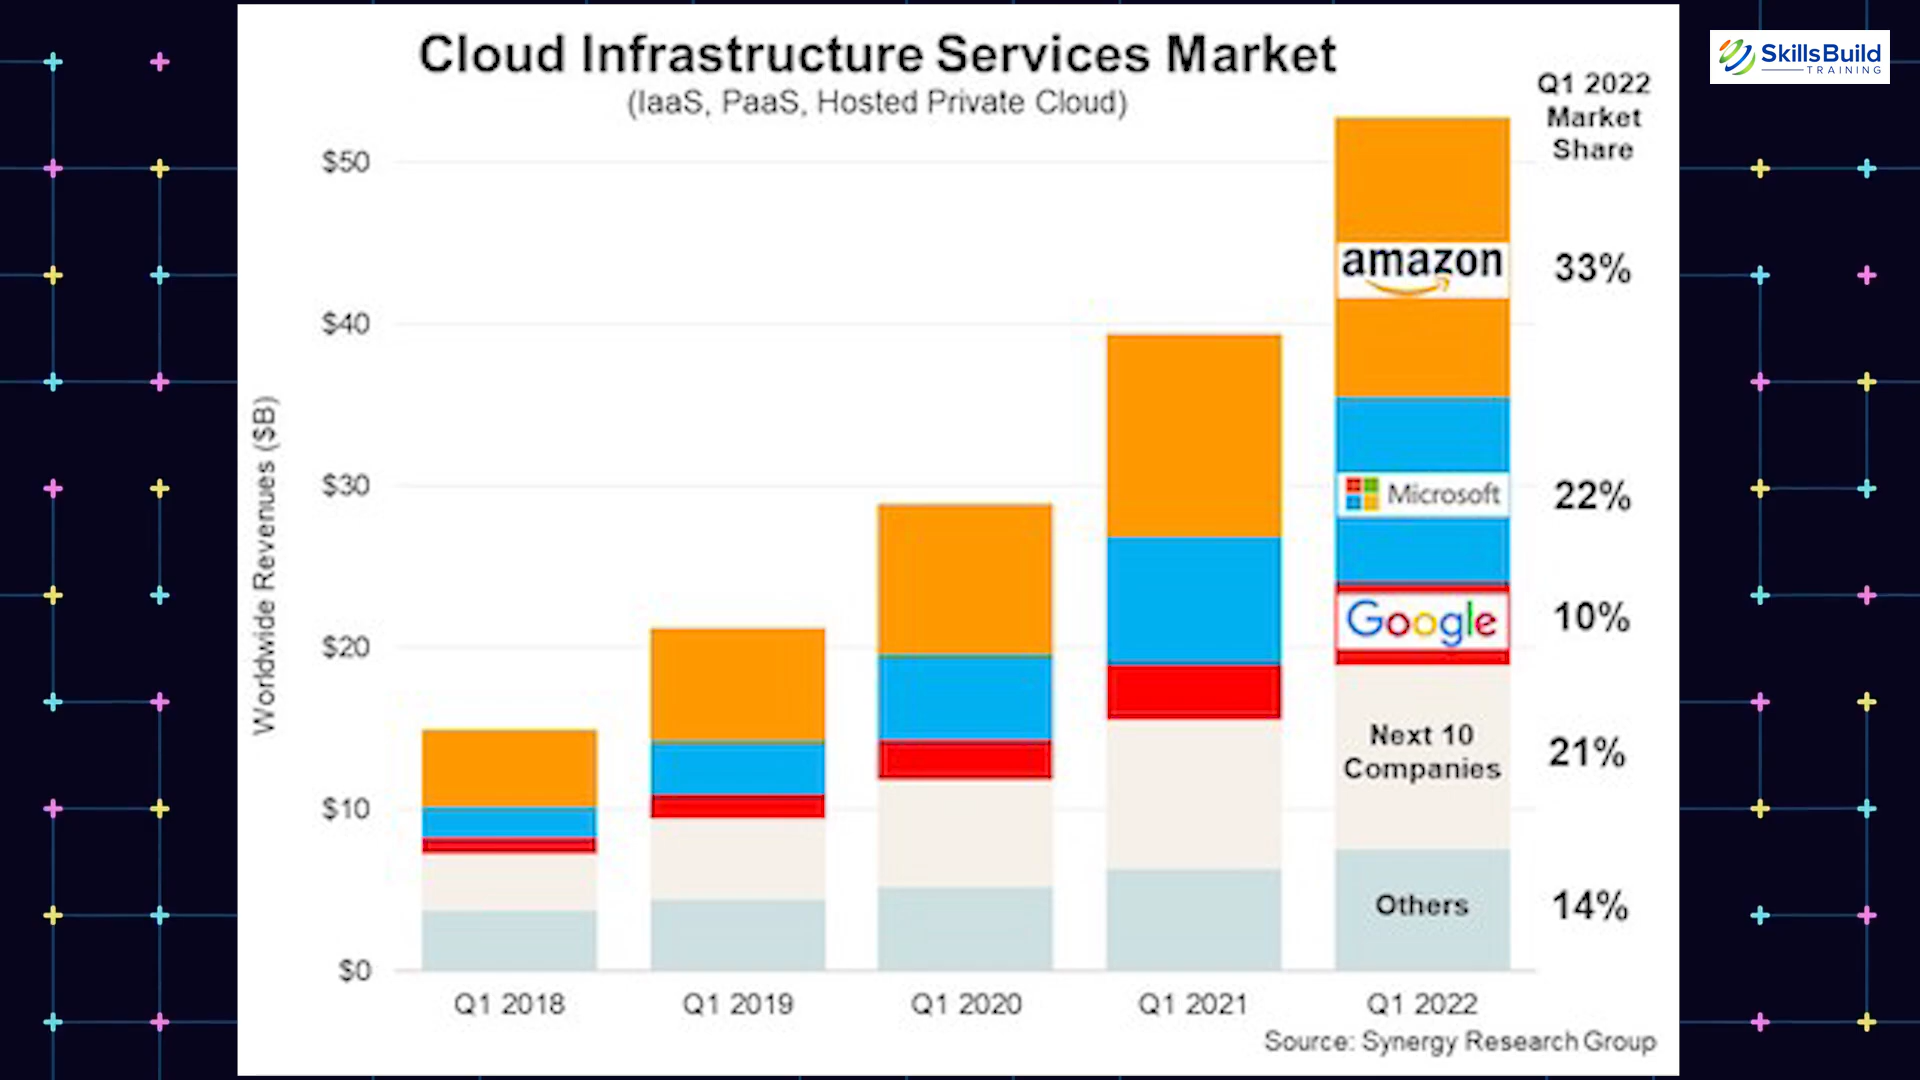 Cloud Infrastructure Services Market
(IaaS, PaaS, Hosted Private Cloud)
SkillsBuild
TRAINING
Q1 2022
Market
Share
Worldwide Revenues ($B)
$50
$40
$30
$20
$10
$0
amazon
33%
Microsoft
22%
Google
10%
Next 10
Companies
21%
Others
14%
Q1 2018
Q1 2019
Q1 2020
Q1 2021
Q1 2022
Source: Synergy Research Group